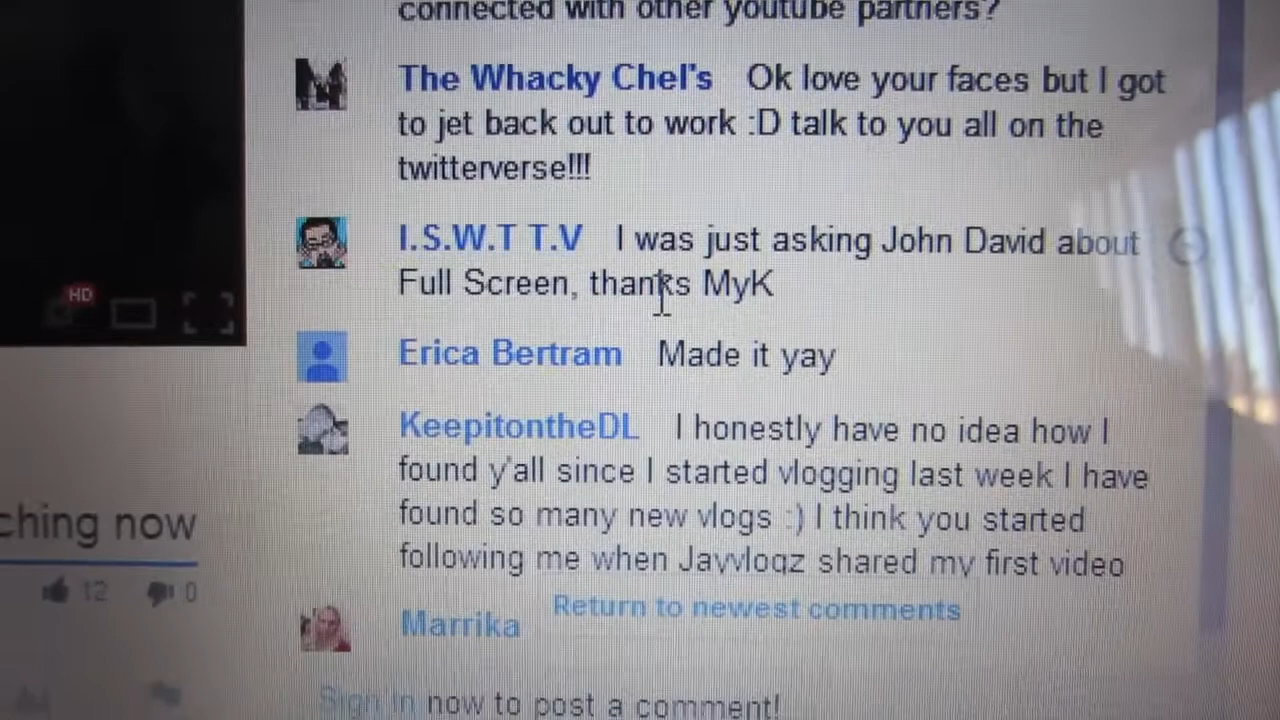 connected with other youtube partners?
The Whacky Chel's Ok love your faces but I got
to jet back out to work :D talk to you all on the
twitterverse!!!
I.S.W.T T.V I was just asking John David about
Full Screen, thanks MyK
HD
Erica Bertram Made it yay
KeepitontheDL I honestly have no idea how I
found y'all since I started vlogging last week I have
found so many new vlogs :) I think you started
following me when Jayvlogz shared my first video
ching now
12 0
Return to newest comments
Marrika
Sign in now to post a comment!